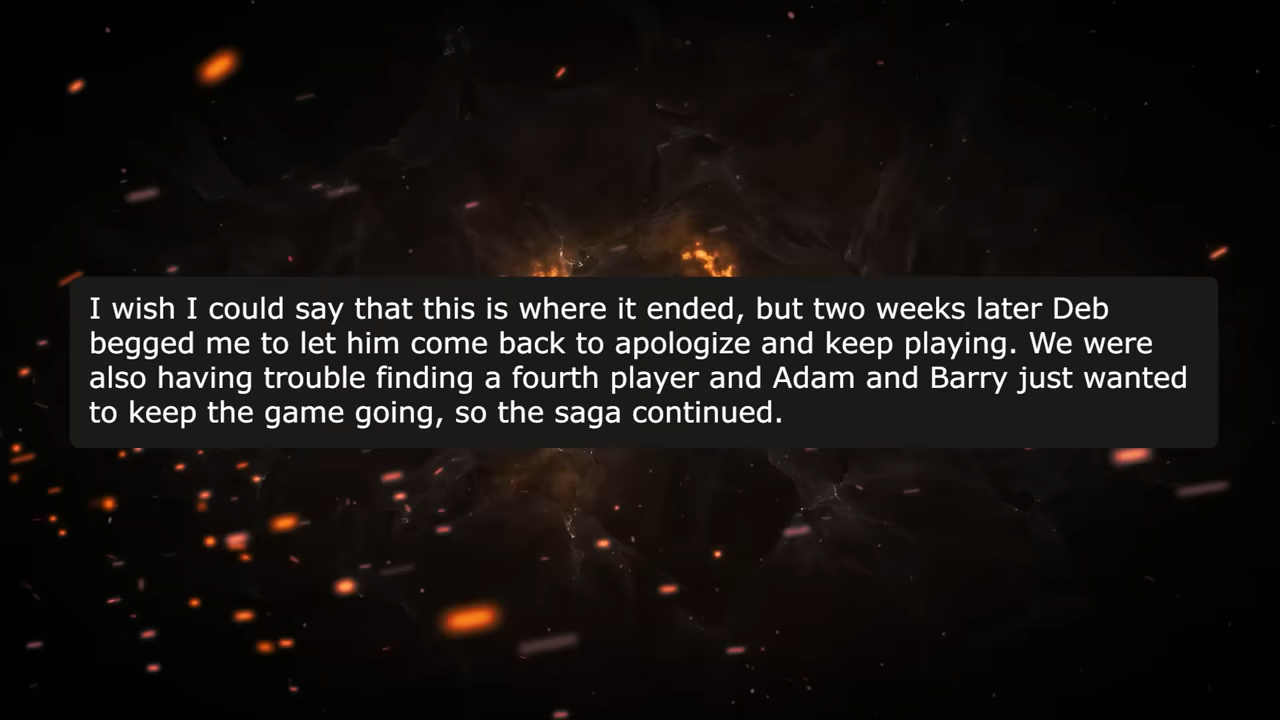 I wish I could say that this is where it ended, but two weeks later Deb
begged me to let him come back to apologize and keep playing. We were
also having trouble finding a fourth player and Adam and Barry just wanted
to keep the game going, so the saga continued.